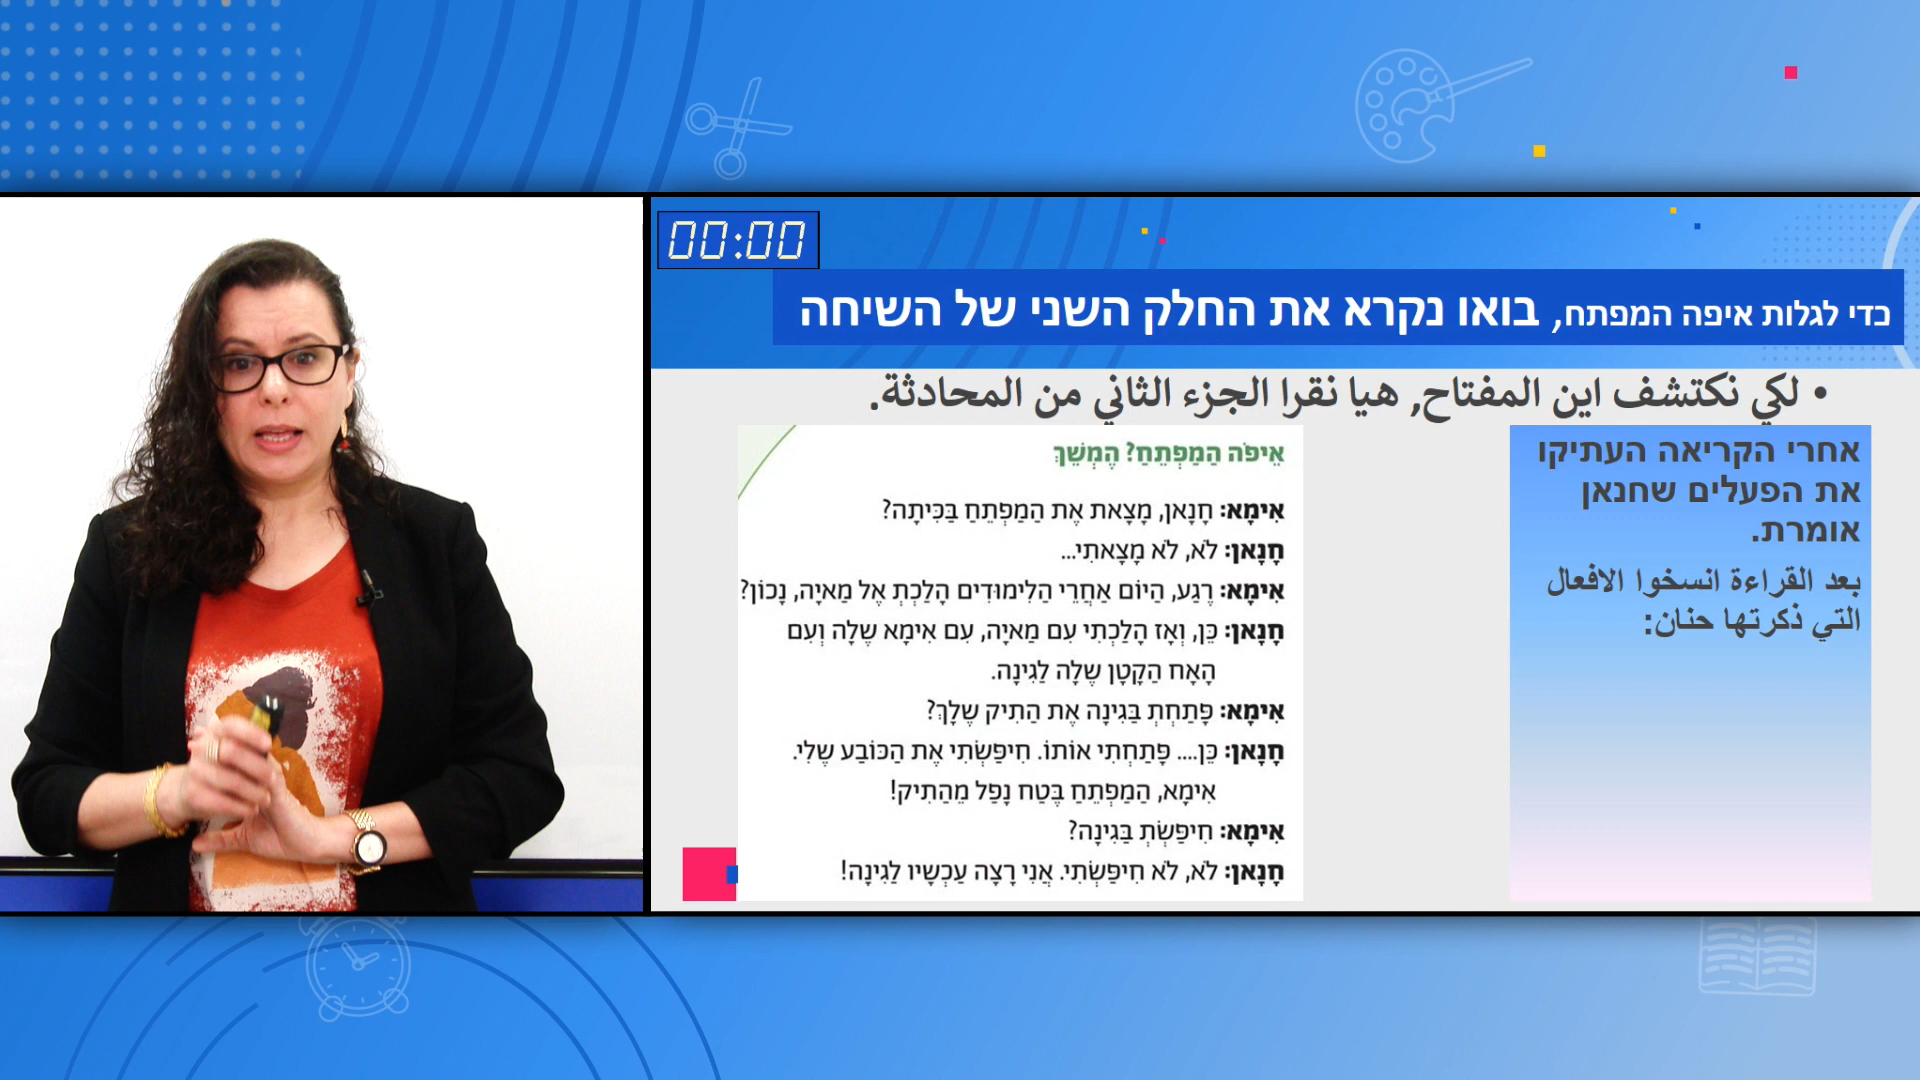 00:00
כדי לגלות איפה המפתח, בואו נקרא את החלק השני של השיחה
• لكي نكتشف اين المفتاح, هيا نقرا الجزء الثاني من المحادثة.
אחרי הקריאה העתיקו
את הפעלים שחנאן
אומרת.
بعد القراءة انسخوا الافعال
التي ذكرتها حنان:
אֵיפֹה הַמַּפְתֵּחַ? הֶמְשֵׁךְ
אִימָא: חָנָאן, מָצָאת אֶת הַמַּפְתֵּחַ בַּכִּיתָה?
חָנָאן: לֹא, לֹא מָצָאתִי...
אִימָא: רֶגַע, הַיּוֹם אַחֲרֵי הַלִּימּוּדִים הָלַכְתְּ אֶל מַאיָה, נָכוֹן?
חָנָאן: כֵּן, וְאָז הָלַכְתִּי עִם מַאיָה, עִם אִימָא שֶׁלָּהּ וְעִם
הָאָח הַקָּטָן שֶׁלָּהּ לַגִּינָה.
אִימָא: פָּתַחְתְּ בַּגִּינָה אֶת הַתִּיק שֶׁלָּךְ?
חָנָאן: כֵּן.... פָּתַחְתִּי אוֹתוֹ. חִיפַּשְׂתִּי אֶת הַכּוֹבַע שֶׁלִּי.
אִימָא, הַמַּפְתֵּחַ בֶּטַח נָפַל מֵהַתִּיק!
אִימָא: חִיפַּשְׂתְּ בַּגִּינָה?
חָנָאן: לֹא, לֹא חִיפַּשְׂתִּי. אֲנִי רָצָה עַכְשָׁיו לַגִּינָה!